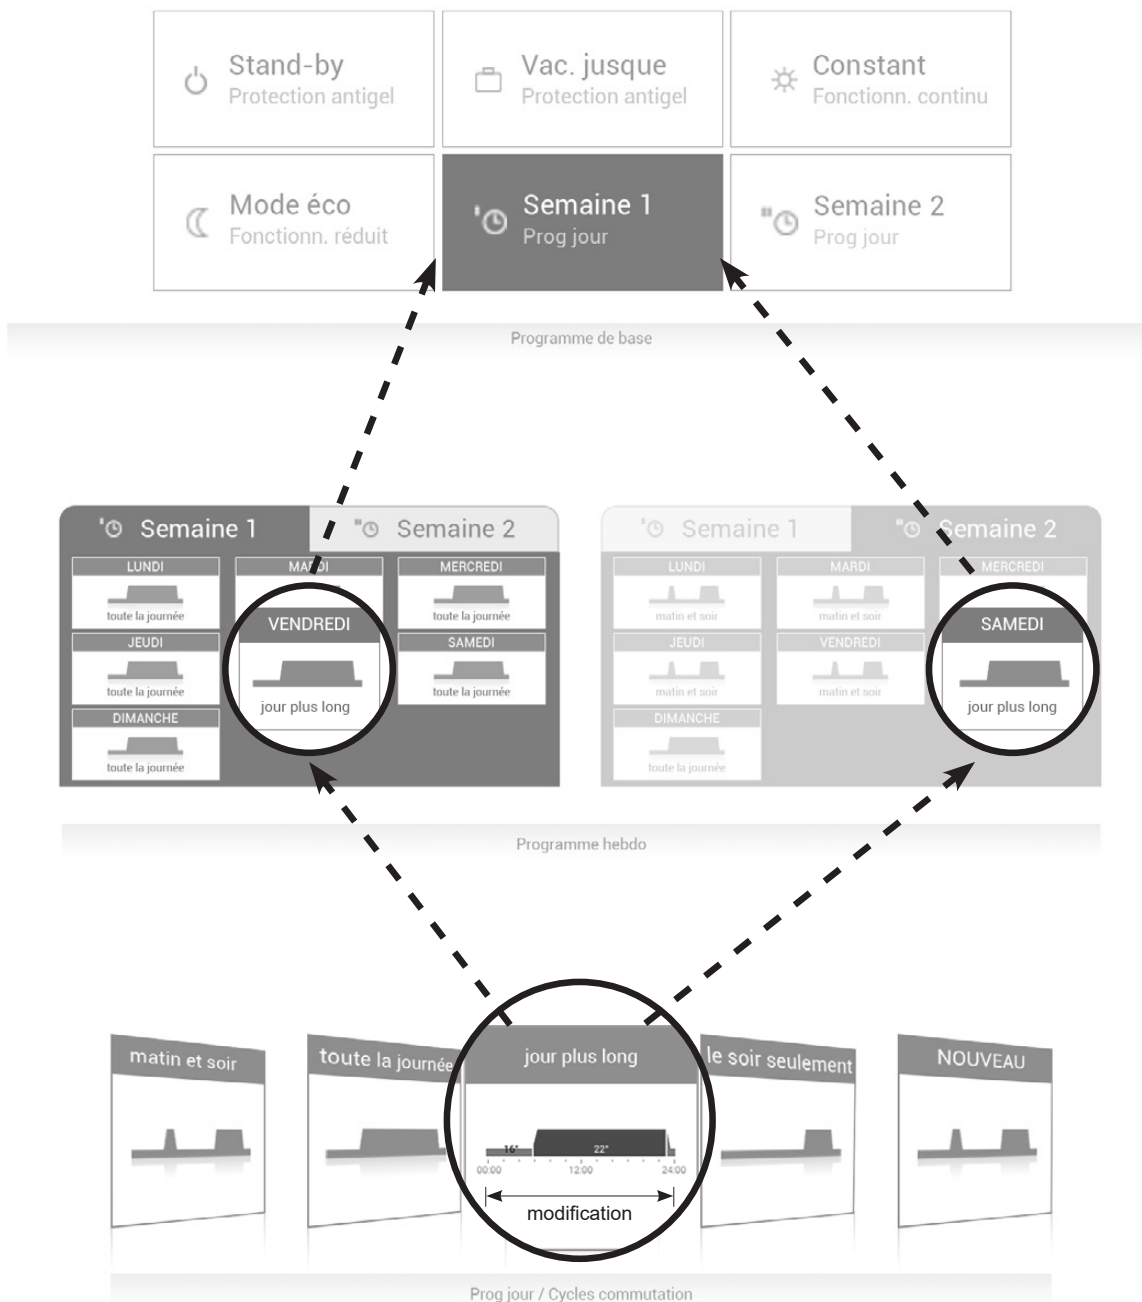 Stand-by
Protection antigel
Vac. jusque
Protection antigel
Constant
Fonctionn. continu
Mode éco
Fonctionn. réduit
Semaine 1
Prog jour
Semaine 2
Prog jour
Programme de base
Semaine 1
Semaine 2
LUNDI
toute la journée
MARDI
MERCREDI
toute la journée
JEUDI
toute la journée
VENDREDI
jour plus long
SAMEDI
toute la journée
DIMANCHE
toute la journée
Semaine 1
Semaine 2
LUNDI
matin et soir
MARDI
matin et soir
MERCREDI
JEUDI
matin et soir
VENDREDI
matin et soir
SAMEDI
jour plus long
DIMANCHE
toute la journée
Programme hebdo
matin et soir
toute la journée
jour plus long
16°
22°
00:00
12:00
24:00
modification
le soir seulement
NOUVEAU
Prog jour / Cycles commutation